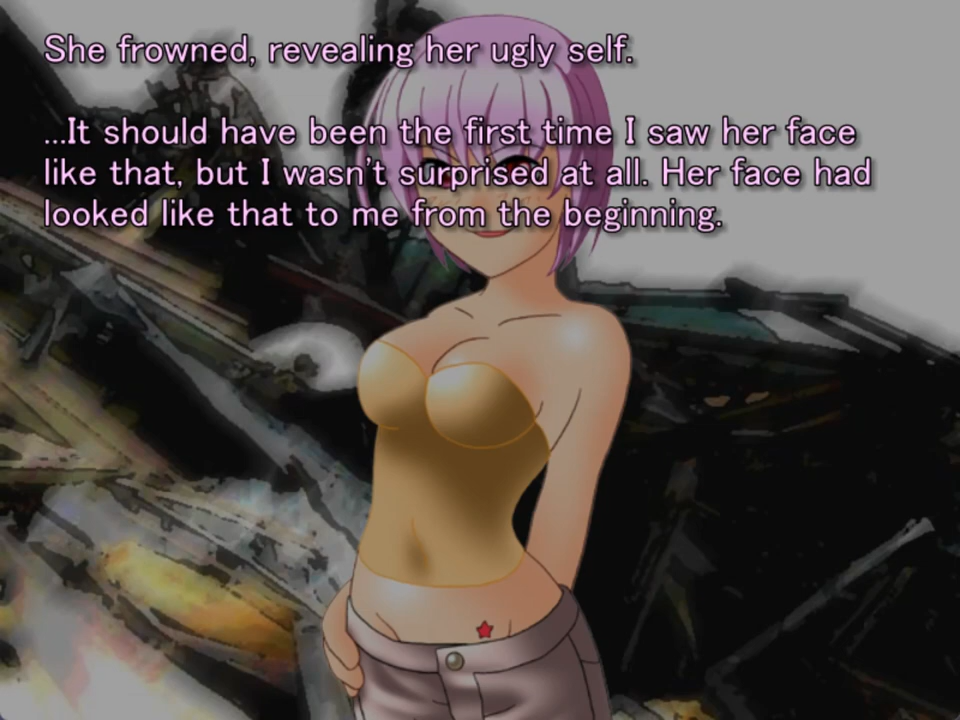 She frowned, revealing her ugly self.
...It should have been the first time I saw her face
like that, but I wasn't surprised at all. Her face had
looked like that to me from the beginning.